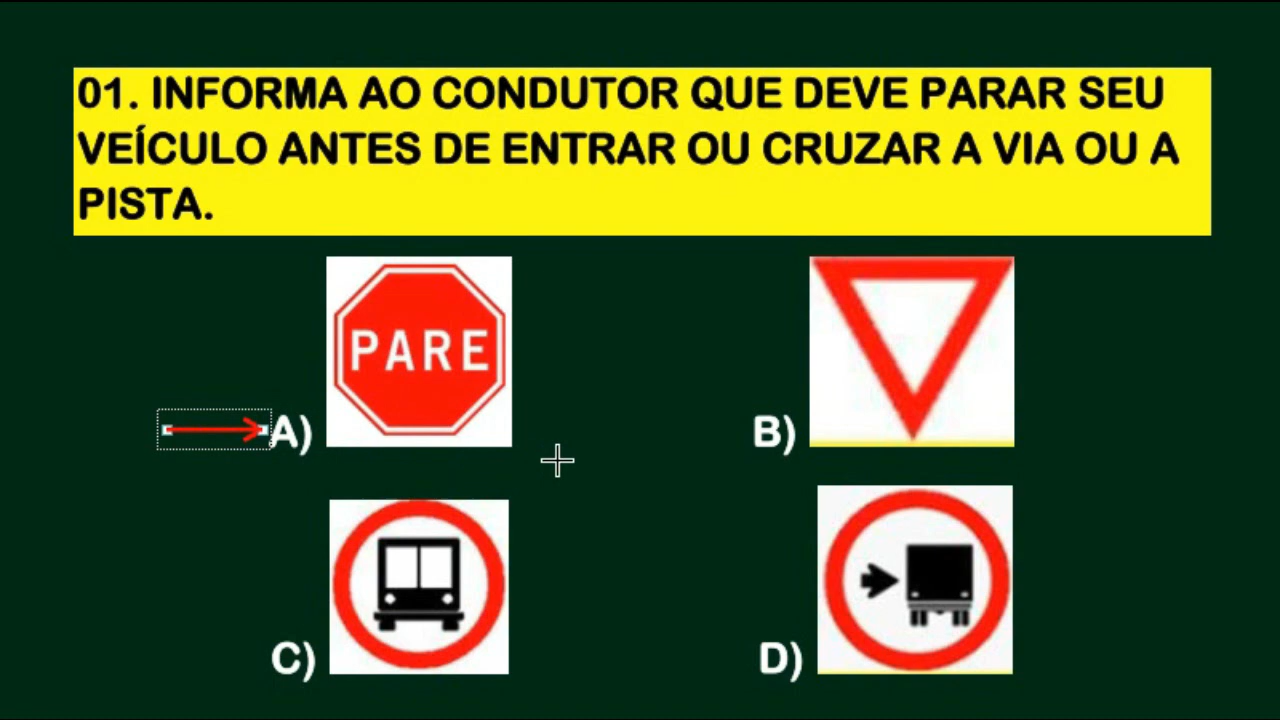 01. INFORMA AO CONDUTOR QUE DEVE PARAR SEU
VEÍCULO ANTES DE ENTRAR OU CRUZAR A VIA OU A
PISTA.
PARE
A)
B)
C)
D)